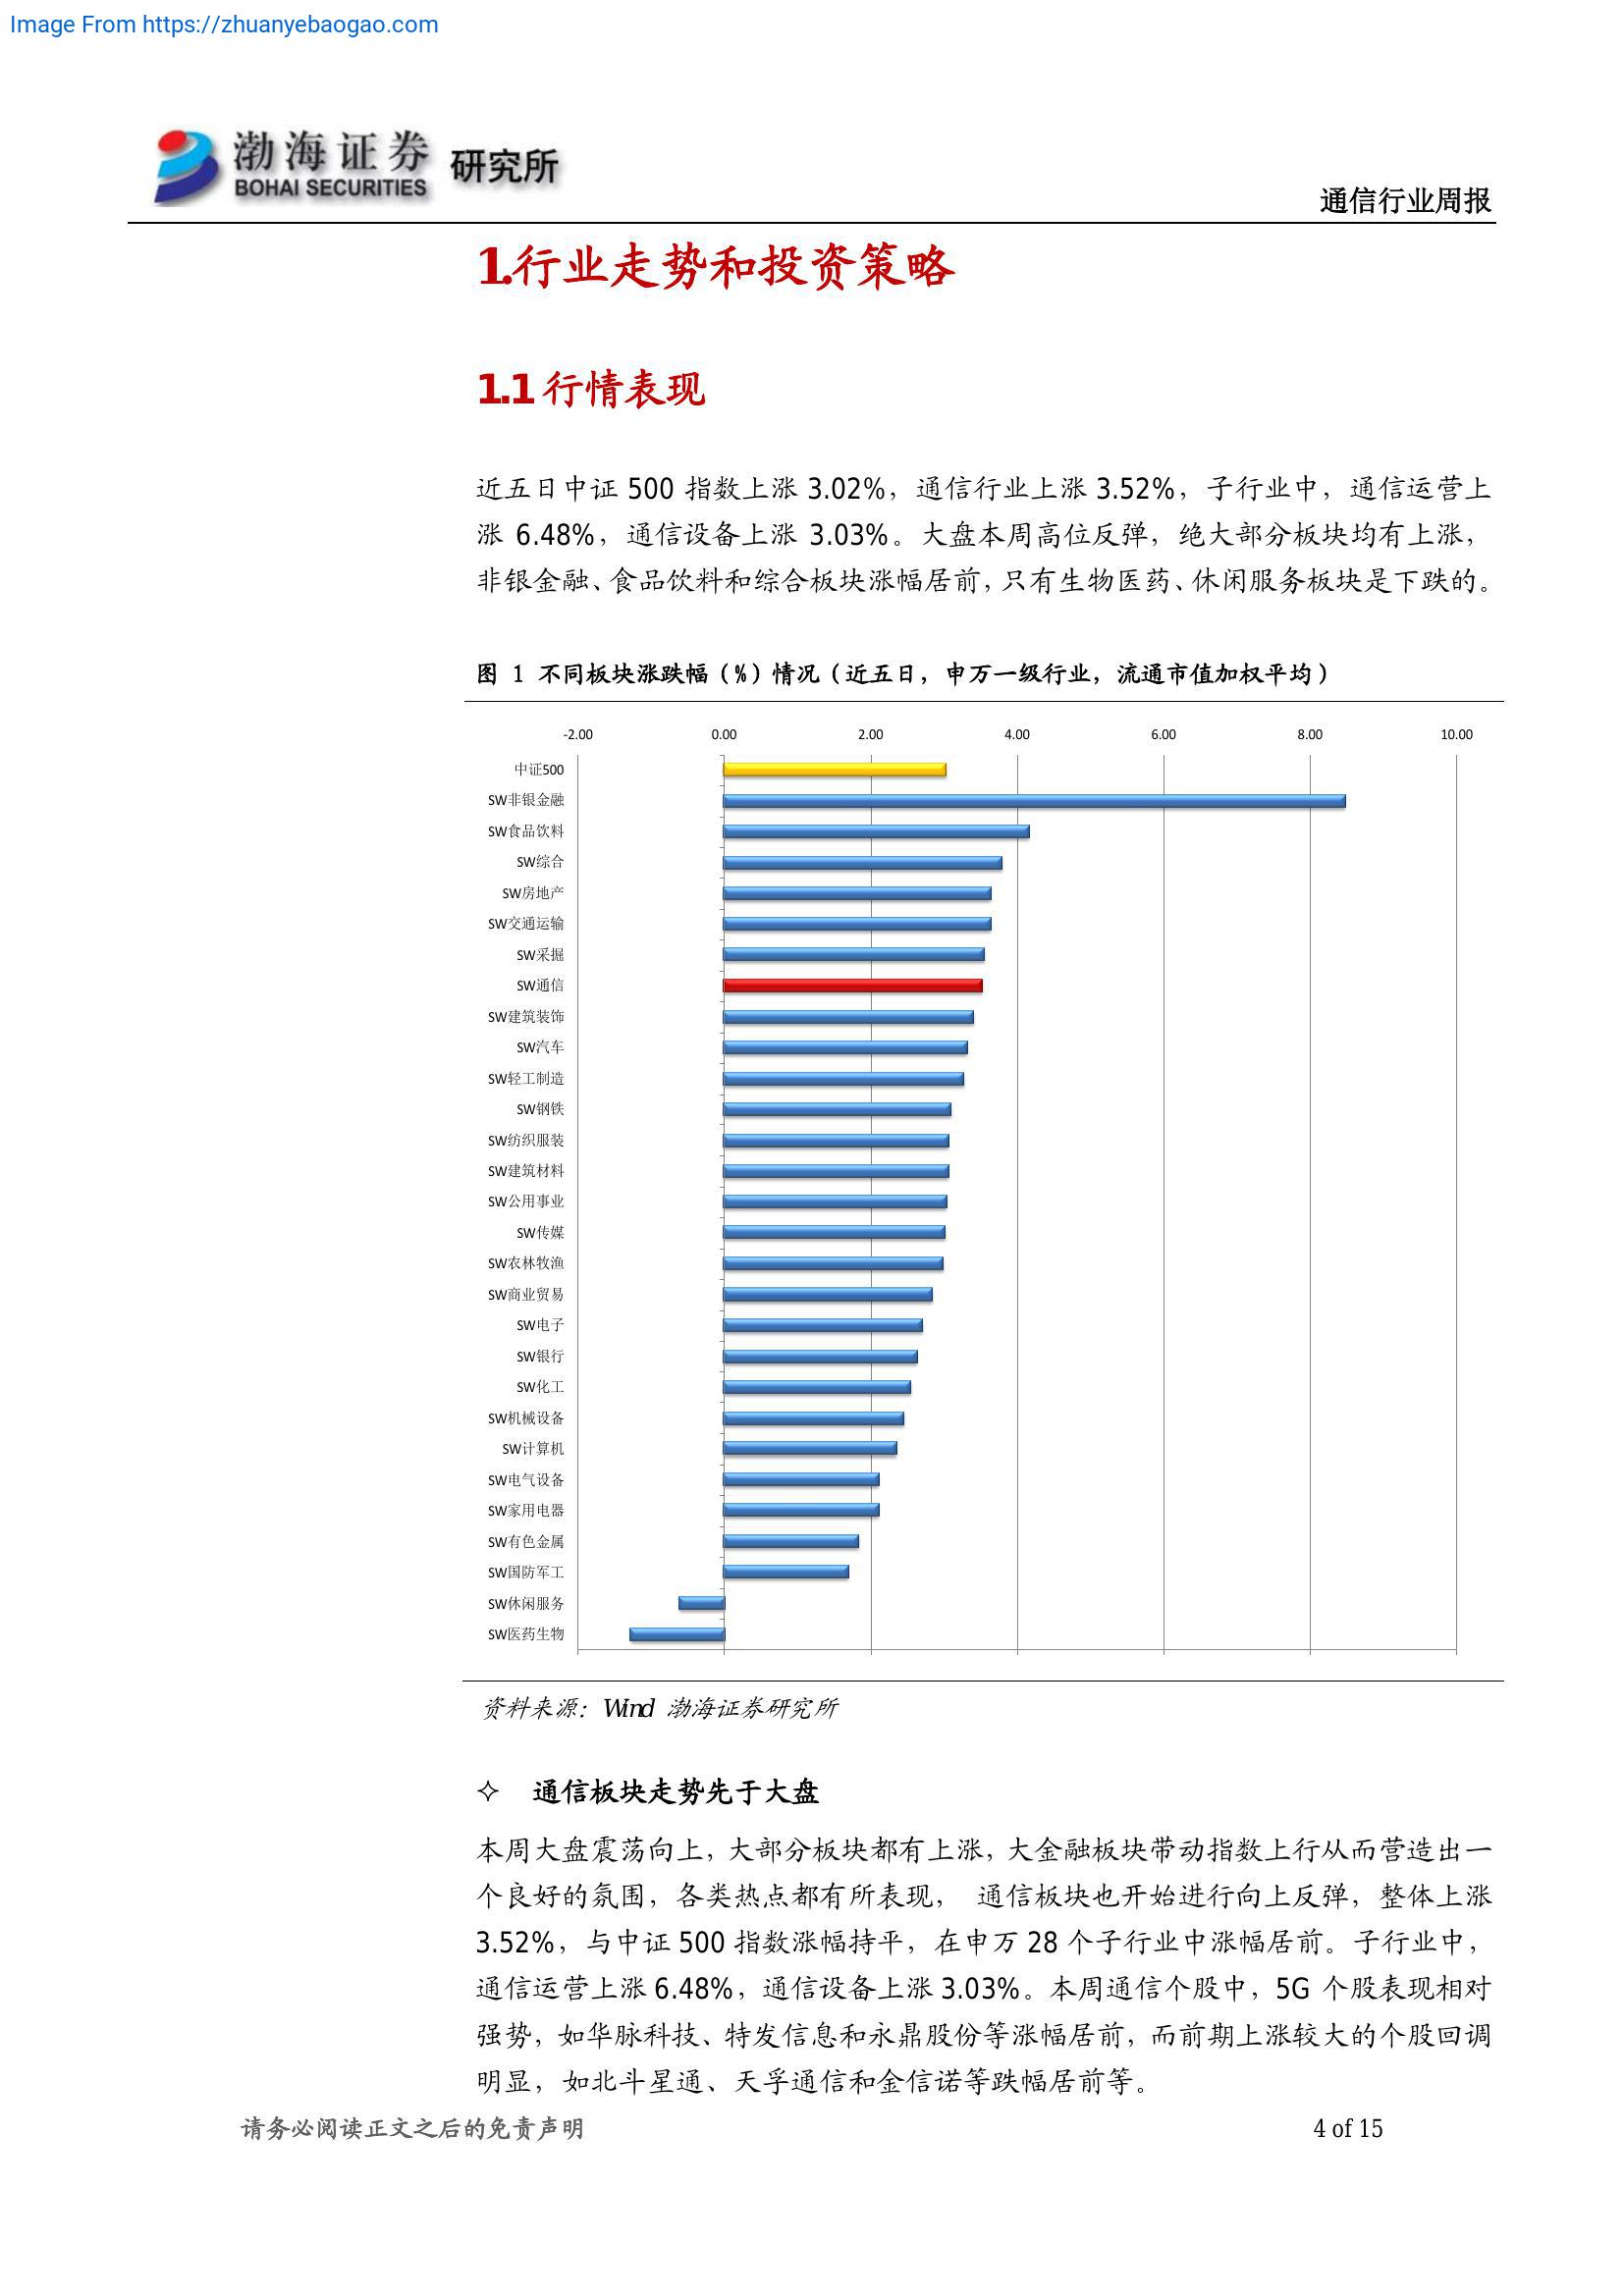 Image From https://zhuanyebaogao.com
渤海证券 研究所
BOHAI SECURITIES
通信行业周报
1.行业走势和投资策略
1.1 行情表现
近五日中证 500 指数上涨 3.02%，通信行业上涨 3.52%，子行业中，通信运营上
涨 6.48%，通信设备上涨 3.03%。大盘本周高位反弹，绝大部分板块均有上涨，
非银金融、食品饮料和综合板块涨幅居前，只有生物医药、休闲服务板块是下跌的。
图 1 不同板块涨跌幅（%）情况（近五日，申万一级行业，流通市值加权平均）
-2.00 0.00 2.00 4.00 6.00 8.00 10.00
中证500
SW非银金融
SW食品饮料
SW综合
SW房地产
SW交通运输
SW采掘
SW通信
SW建筑装饰
SW汽车
SW轻工制造
SW钢铁
SW纺织服装
SW建筑材料
SW公用事业
SW传媒
SW农林牧渔
SW商业贸易
SW电子
SW银行
SW化工
SW机械设备
SW计算机
SW电气设备
SW家用电器
SW有色金属
SW国防军工
SW休闲服务
SW医药生物
资料来源：Wind 渤海证券研究所
✧ 通信板块走势先于大盘
本周大盘震荡向上，大部分板块都有上涨，大金融板块带动指数上行从而营造出一
个良好的氛围，各类热点都有所表现， 通信板块也开始进行向上反弹，整体上涨
3.52%，与中证 500 指数涨幅持平，在申万 28 个子行业中涨幅居前。子行业中，
通信运营上涨 6.48%，通信设备上涨 3.03%。本周通信个股中，5G 个股表现相对
强势，如华脉科技、特发信息和永鼎股份等涨幅居前，而前期上涨较大的个股回调
明显，如北斗星通、天孚通信和金信诺等跌幅居前等。
请务必阅读正文之后的免责声明 4 of 15